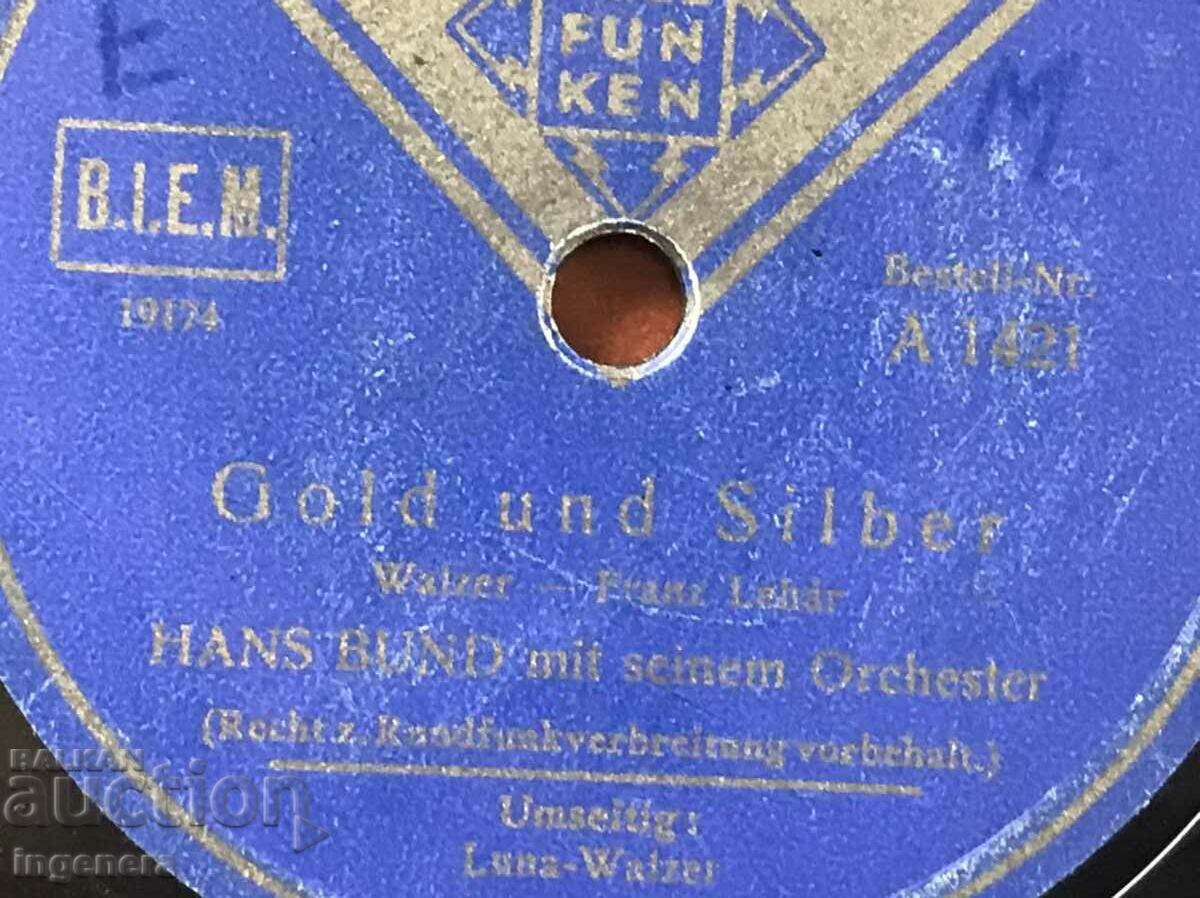 FUN
KEN
E
M.
B.I.E.M.
19174
Bestell-Nr.
A 1421
Gold und Silber
Walzer — Franz Lehár
HANS BUND mit seinem Orchester
(Recht z. Rundfunkverbreitung vorbehalt.)
Umseitig:
Luna-Walzer
BALKAN
auction
ingenera